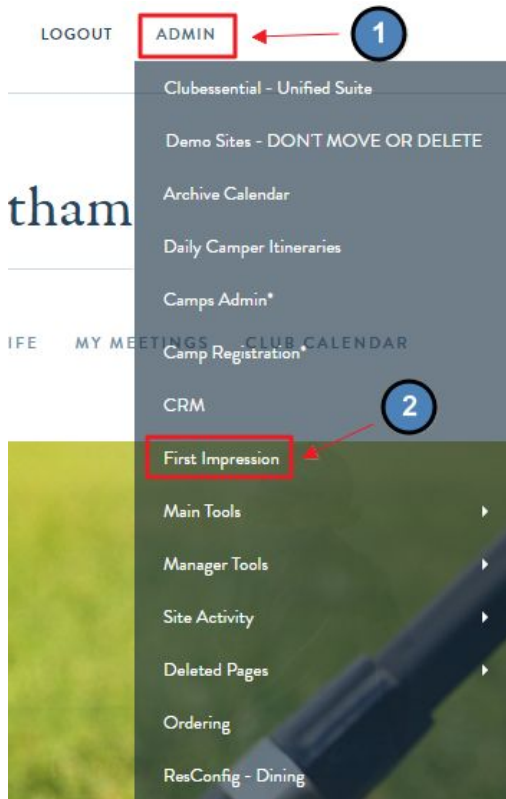 LOGOUT ADMIN 1
Clubessential - Unified Suite
Demo Sites - DON'T MOVE OR DELETE
Archive Calendar
tham
Daily Camper Itineraries
Camps Admin*
IFE MY MEETINGS CLUB CALENDAR
Camp Registration*
CRM
2
First Impression
Main Tools
Manager Tools
Site Activity
Deleted Pages
Ordering
ResConfig - Dining